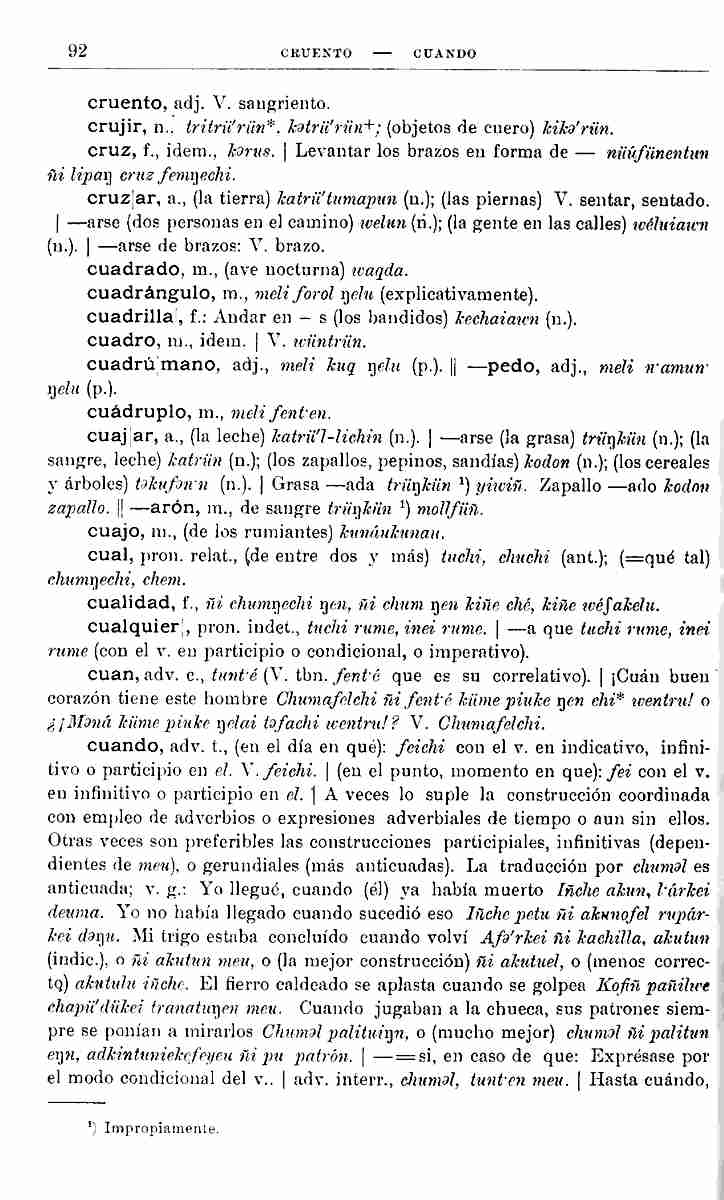 92 CRUENTO — CUANDO
cruento, adj. V. sangriento.
crujir, n.. tritrü'rün*. kətrü'rün+; (objetos de cuero) kikə'rün.
cruz, f., idem., kərus. | Levantar los brazos en forma de — nüúfünentun
ñi lipaŋ cruz femŋechi.
cruz|ar, a., (la tierra) katrü'tumapun (n.); (las piernas) V. sentar, sentado.
| —arse (dos personas en el camino) welun (n.); (la gente en las calles) wéluiawn
(n.). | —arse de brazos: V. brazo.
cuadrado, m., (ave nocturna) waqda.
cuadrángulo, m., meli forol ŋelu (explicativamente).
cuadrilla|, f.: Andar en – s (los bandidos) kechaiawn (n.).
cuadro, m., idem. | V. wüntrün.
cuadrú|mano, adj., meli kuq ŋelu (p.). || —pedo, adj., meli n·amun·
ŋelu (p.).
cuádruplo, m., meli fent·en.
cuaj|ar, a., (la leche) katrü'l-lichin (n.). | —arse (la grasa) trüŋkün (n.); (la
sangre, leche) katrün (n.); (los zapallos, pepinos, sandías) kodon (n.); (los cereales
y árboles) təkufən·n (n.). | Grasa —ada trüŋkün ¹) yiwiñ. Zapallo —ado kodon
zapallo. || —arón, m., de sangre trüŋkün ¹) mollfüñ.
cuajo, m., (de los rumiantes) kunáukunau.
cual, pron. relat., (de entre dos y más) tuchi, chuchi (ant.); (=qué tal)
chumŋechi, chem.
cualidad, f., ñi chumŋechi ŋen, ñi chum ŋen kiñe ché, kiñe wéʃakelu.
cualquier|, pron. indet., tuchi rume, inei rume. | —a que tuchi rume, inei
rume (con el v. en participio o condicional, o imperativo).
cuan, adv. c., tunt·é (V. tbn. fent·é que es su correlativo). | ¡Cuán buen
corazón tiene este hombre Chumafelchi ñi fent·é küme piuke ŋen chi* wentru! o
¿¡Məná küme piuke ŋelai təfachi wentru!? V. Chumafelchi.
cuando, adv. t., (en el día en qué): feichi con el v. en indicativo, infini-
tivo o participio en el. V. feichi. | (en el punto, momento en que): fei con el v.
en infinitivo o participio en el. | A veces lo suple la construcción coordinada
con empleo de adverbios o expresiones adverbiales de tiempo o aun sin ellos.
Otras veces son preferibles las construcciones participiales, infinitivas (depen-
dientes de meu), o gerundiales (más anticuadas). La traducción por chuməl es
anticuada; v. g.: Yo llegué, cuando (él) ya había muerto Iñche akun, l·árkei
deuma. Yo no había llegado cuando sucedió eso Iñche petu ñi akunofel rupár-
kei dəŋu. Mi trigo estaba concluído cuando volví Afə'rkei ñi kachilla, akutun
(indic.), o ñi akutun meu, o (la mejor construcción) ñi akutuel, o (menos correc-
to) akutulu iñche. El fierro caldeado se aplasta cuando se golpea Kofiñ pañilwe
chapü'dükei tranatuŋen meu. Cuando jugaban a la chueca, sus patrones siem-
pre se ponían a mirarlos Chuməl palituiŋn, o (mucho mejor) chuməl ñi palitun
eŋn, adkintuniekefeyeu ñi pu patrón. | —=si, en caso de que: Exprésase por
el modo condicional del v.. | adv. interr., chuməl, tunt·en meu. | Hasta cuándo,
¹) Impropiamente.